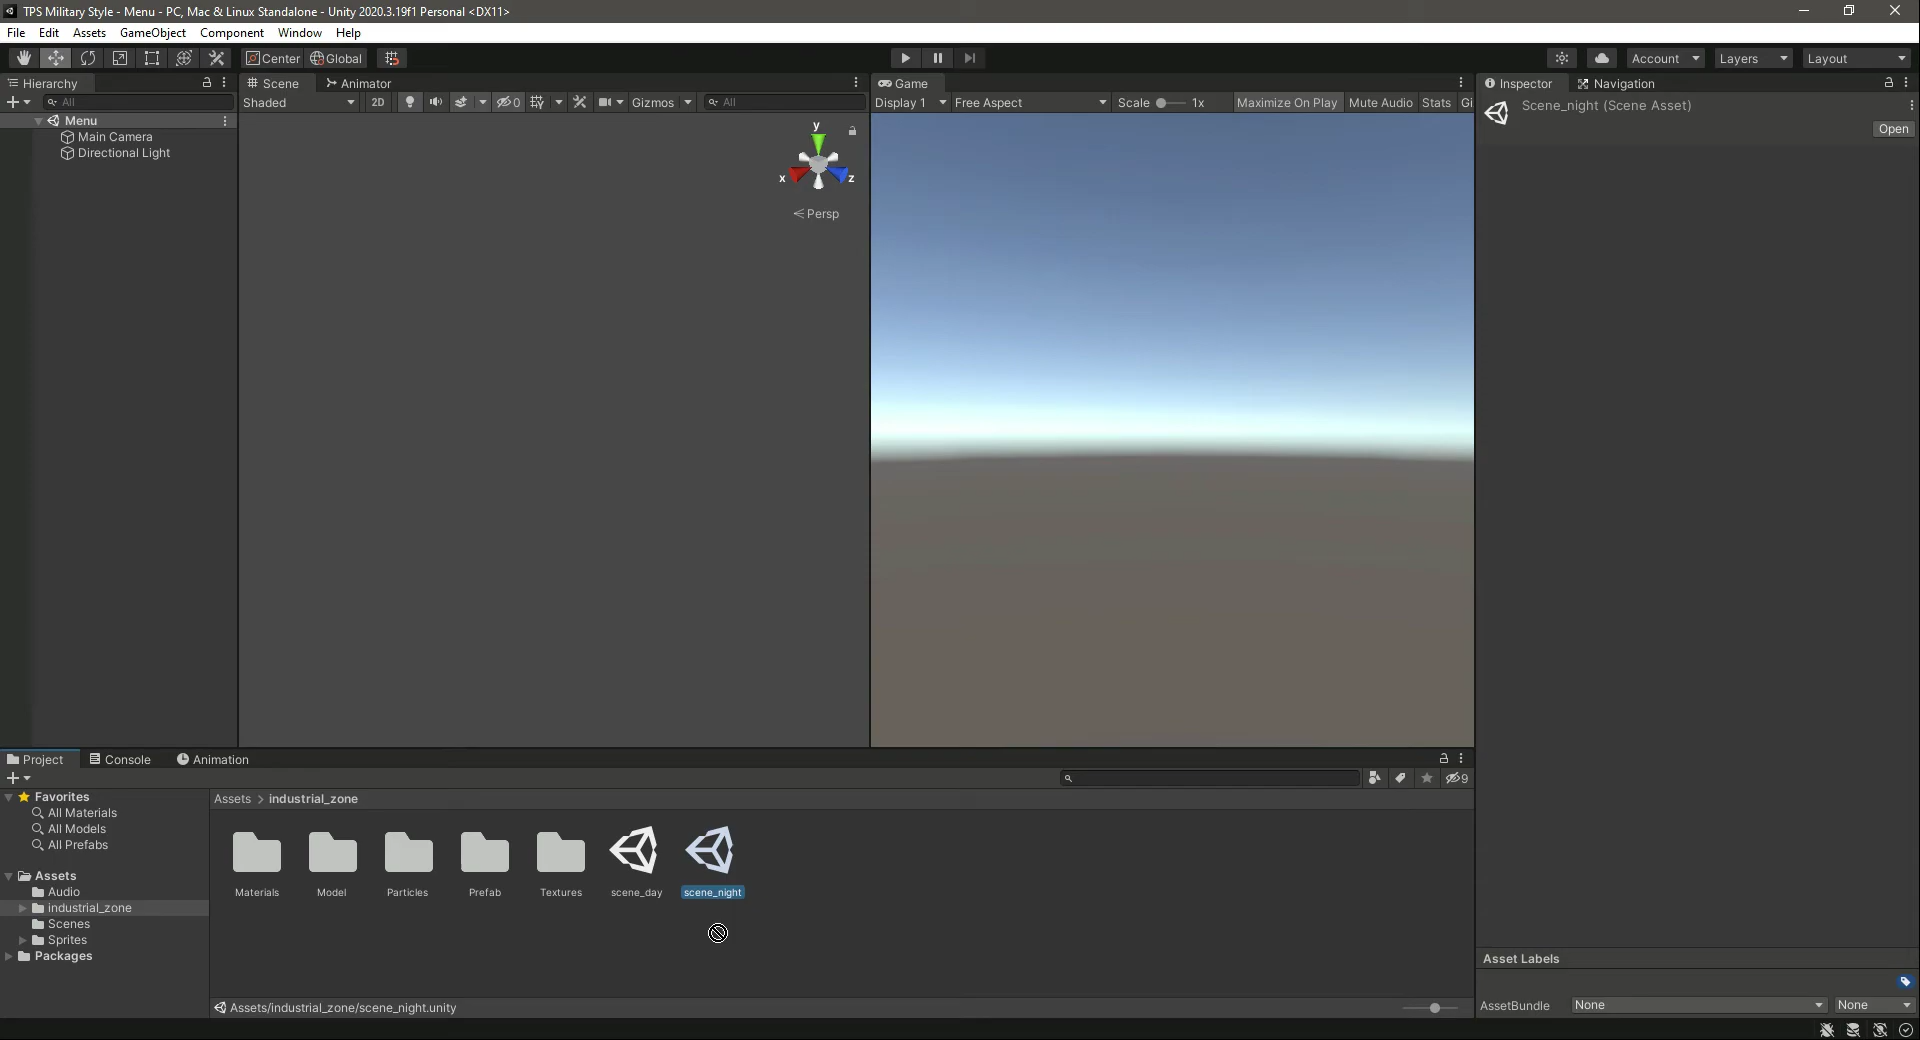 TPS Military Style - Menu - PC, Mac & Linux Standalone - Unity 2020.3.19f1 Personal <DX11>
File Edit Assets GameObject Component Window Help
Center Global Account Layers Layout
Hierarchy
All
Menu
Main Camera
Directional Light
Scene Animator
Shaded 2D 0 Gizmos All
y
x z
Persp
Game
Display 1 Free Aspect Scale 1x Maximize On Play Mute Audio Stats Gi
Inspector Navigation
Scene_night (Scene Asset)
Open
Project Console Animation
9
Favorites
All Materials
All Models
All Prefabs
Assets
Audio
industrial_zone
Scenes
Sprites
Packages
Assets > industrial_zone
Materials Model Particles Prefab Textures scene_day scene_night
Assets/industrial_zone/scene_night.unity
Asset Labels
AssetBundle None None